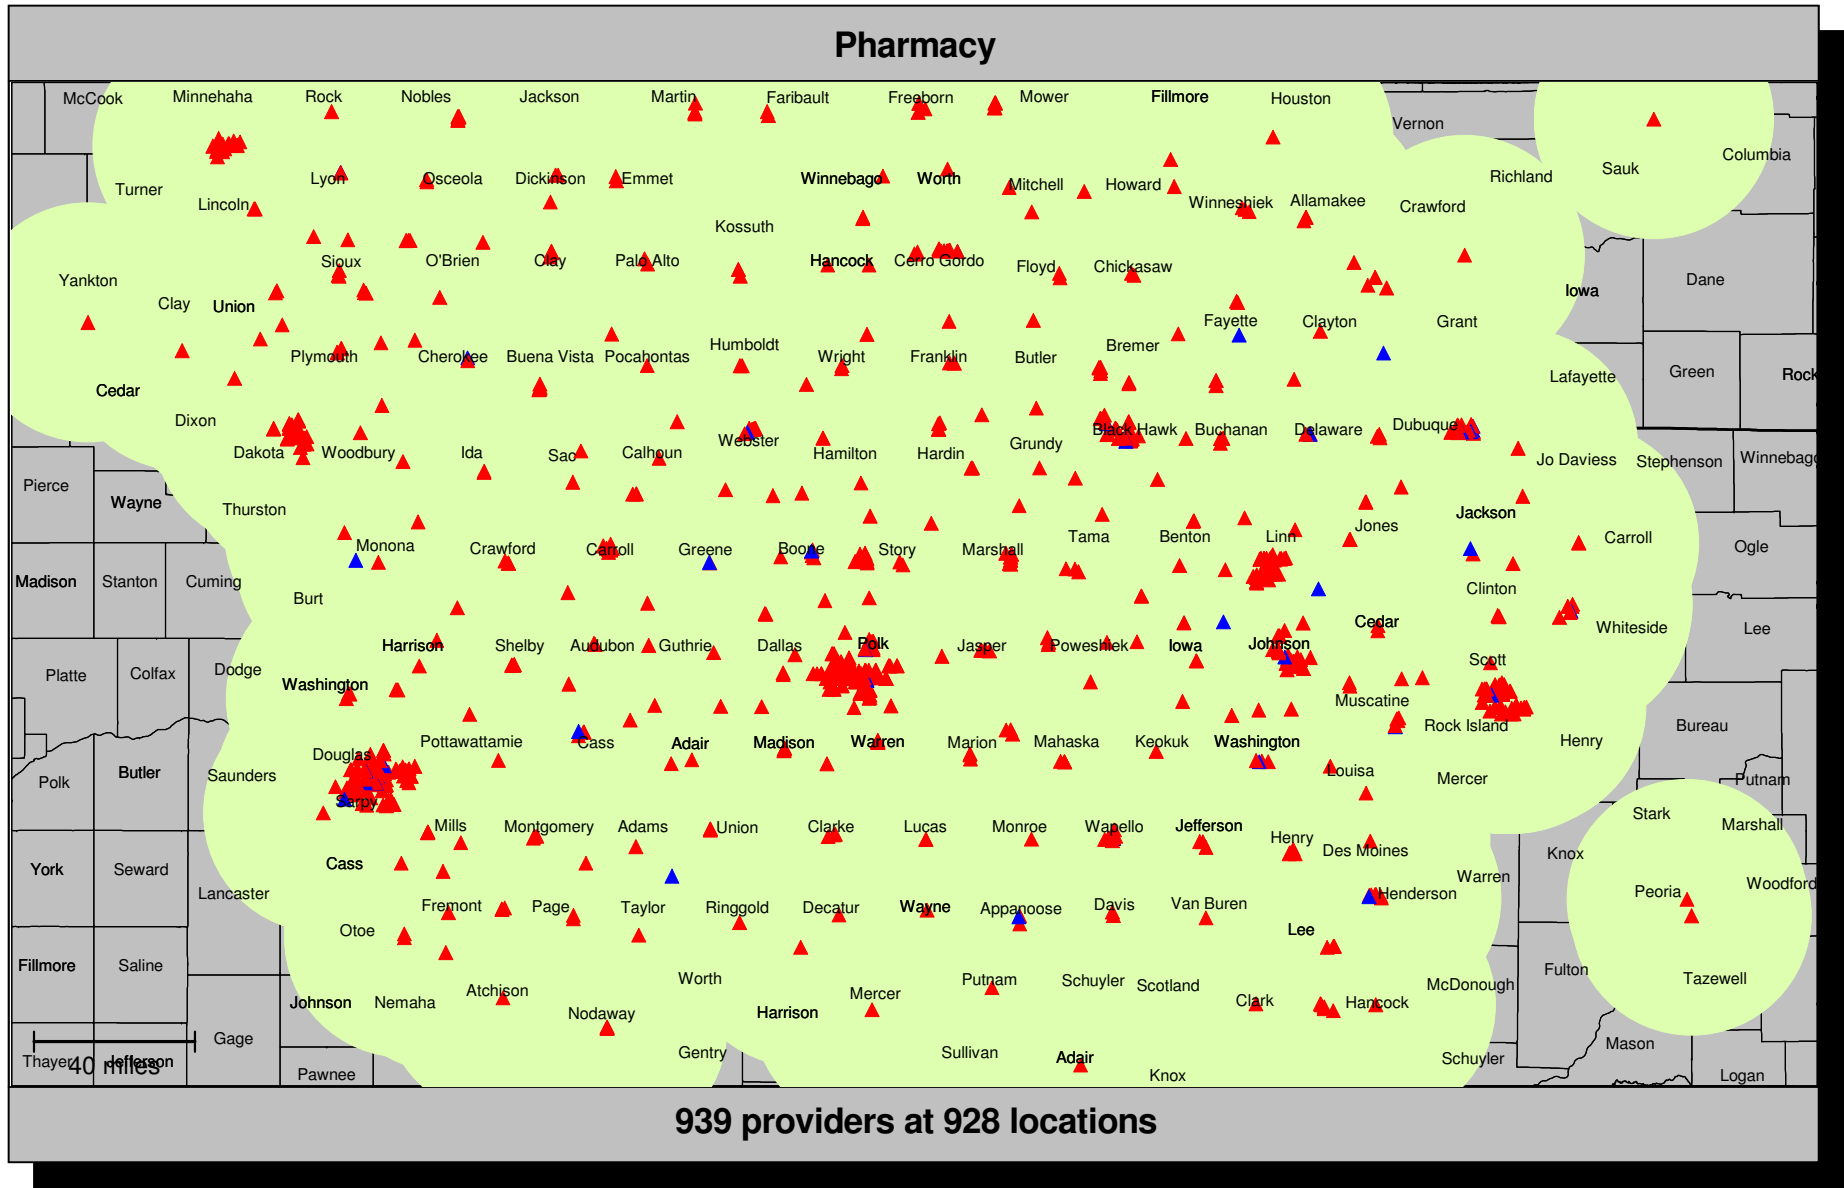 Pharmacy
McCook Minnehaha Rock Nobles Jackson Martin Faribault Freeborn Mower Fillmore Houston
Vernon
Sauk Columbia
Turner Lyon Osceola Dickinson Emmet Winnebago Worth Mitchell Howard Richland
Lincoln Winneshiek Allamakee Crawford
Kossuth
Sioux O'Brien Clay Palo Alto Hancock Cerro Gordo Floyd Chickasaw
Yankton Dane
Clay Union Iowa
Fayette Clayton Grant
Plymouth Cherokee Buena Vista Pocahontas Humboldt Wright Franklin Butler Bremer
Cedar Lafayette Green Rock
Dixon Webster Black Hawk Buchanan Delaware Dubuque
Dakota Woodbury Ida Sac Calhoun Hamilton Hardin Grundy Jo Daviess Stephenson Winnebago
Pierce
Wayne Thurston Jackson
Monona Crawford Carroll Greene Boone Story Marshall Tama Benton Linn Jones Carroll Ogle
Madison Stanton Cuming Clinton
Burt
Cedar Whiteside Lee
Harrison Shelby Audubon Guthrie Dallas Polk Jasper Poweshiek Iowa Johnson
Platte Colfax Dodge Scott
Washington Muscatine
Rock Island Bureau
Douglas Pottawattamie Cass Adair Madison Warren Marion Mahaska Keokuk Washington Henry
Polk Butler Saunders Louisa Mercer Putnam
Sarpy
Mills Montgomery Adams Union Clarke Lucas Monroe Wapello Jefferson Stark Marshall
Henry Des Moines Knox
York Seward Cass
Lancaster Warren Henderson Peoria Woodford
Fremont Page Taylor Ringgold Decatur Wayne Appanoose Davis Van Buren
Otoe Lee
Fillmore Saline Fulton
Worth Putnam Schuyler Scotland McDonough Tazewell
Johnson Nemaha Atchison Mercer Clark Hancock
Nodaway Harrison
Gage Mason
Thayer Jefferson Gentry Sullivan Adair Schuyler
40 miles
Pawnee Knox Logan
939 providers at 928 locations